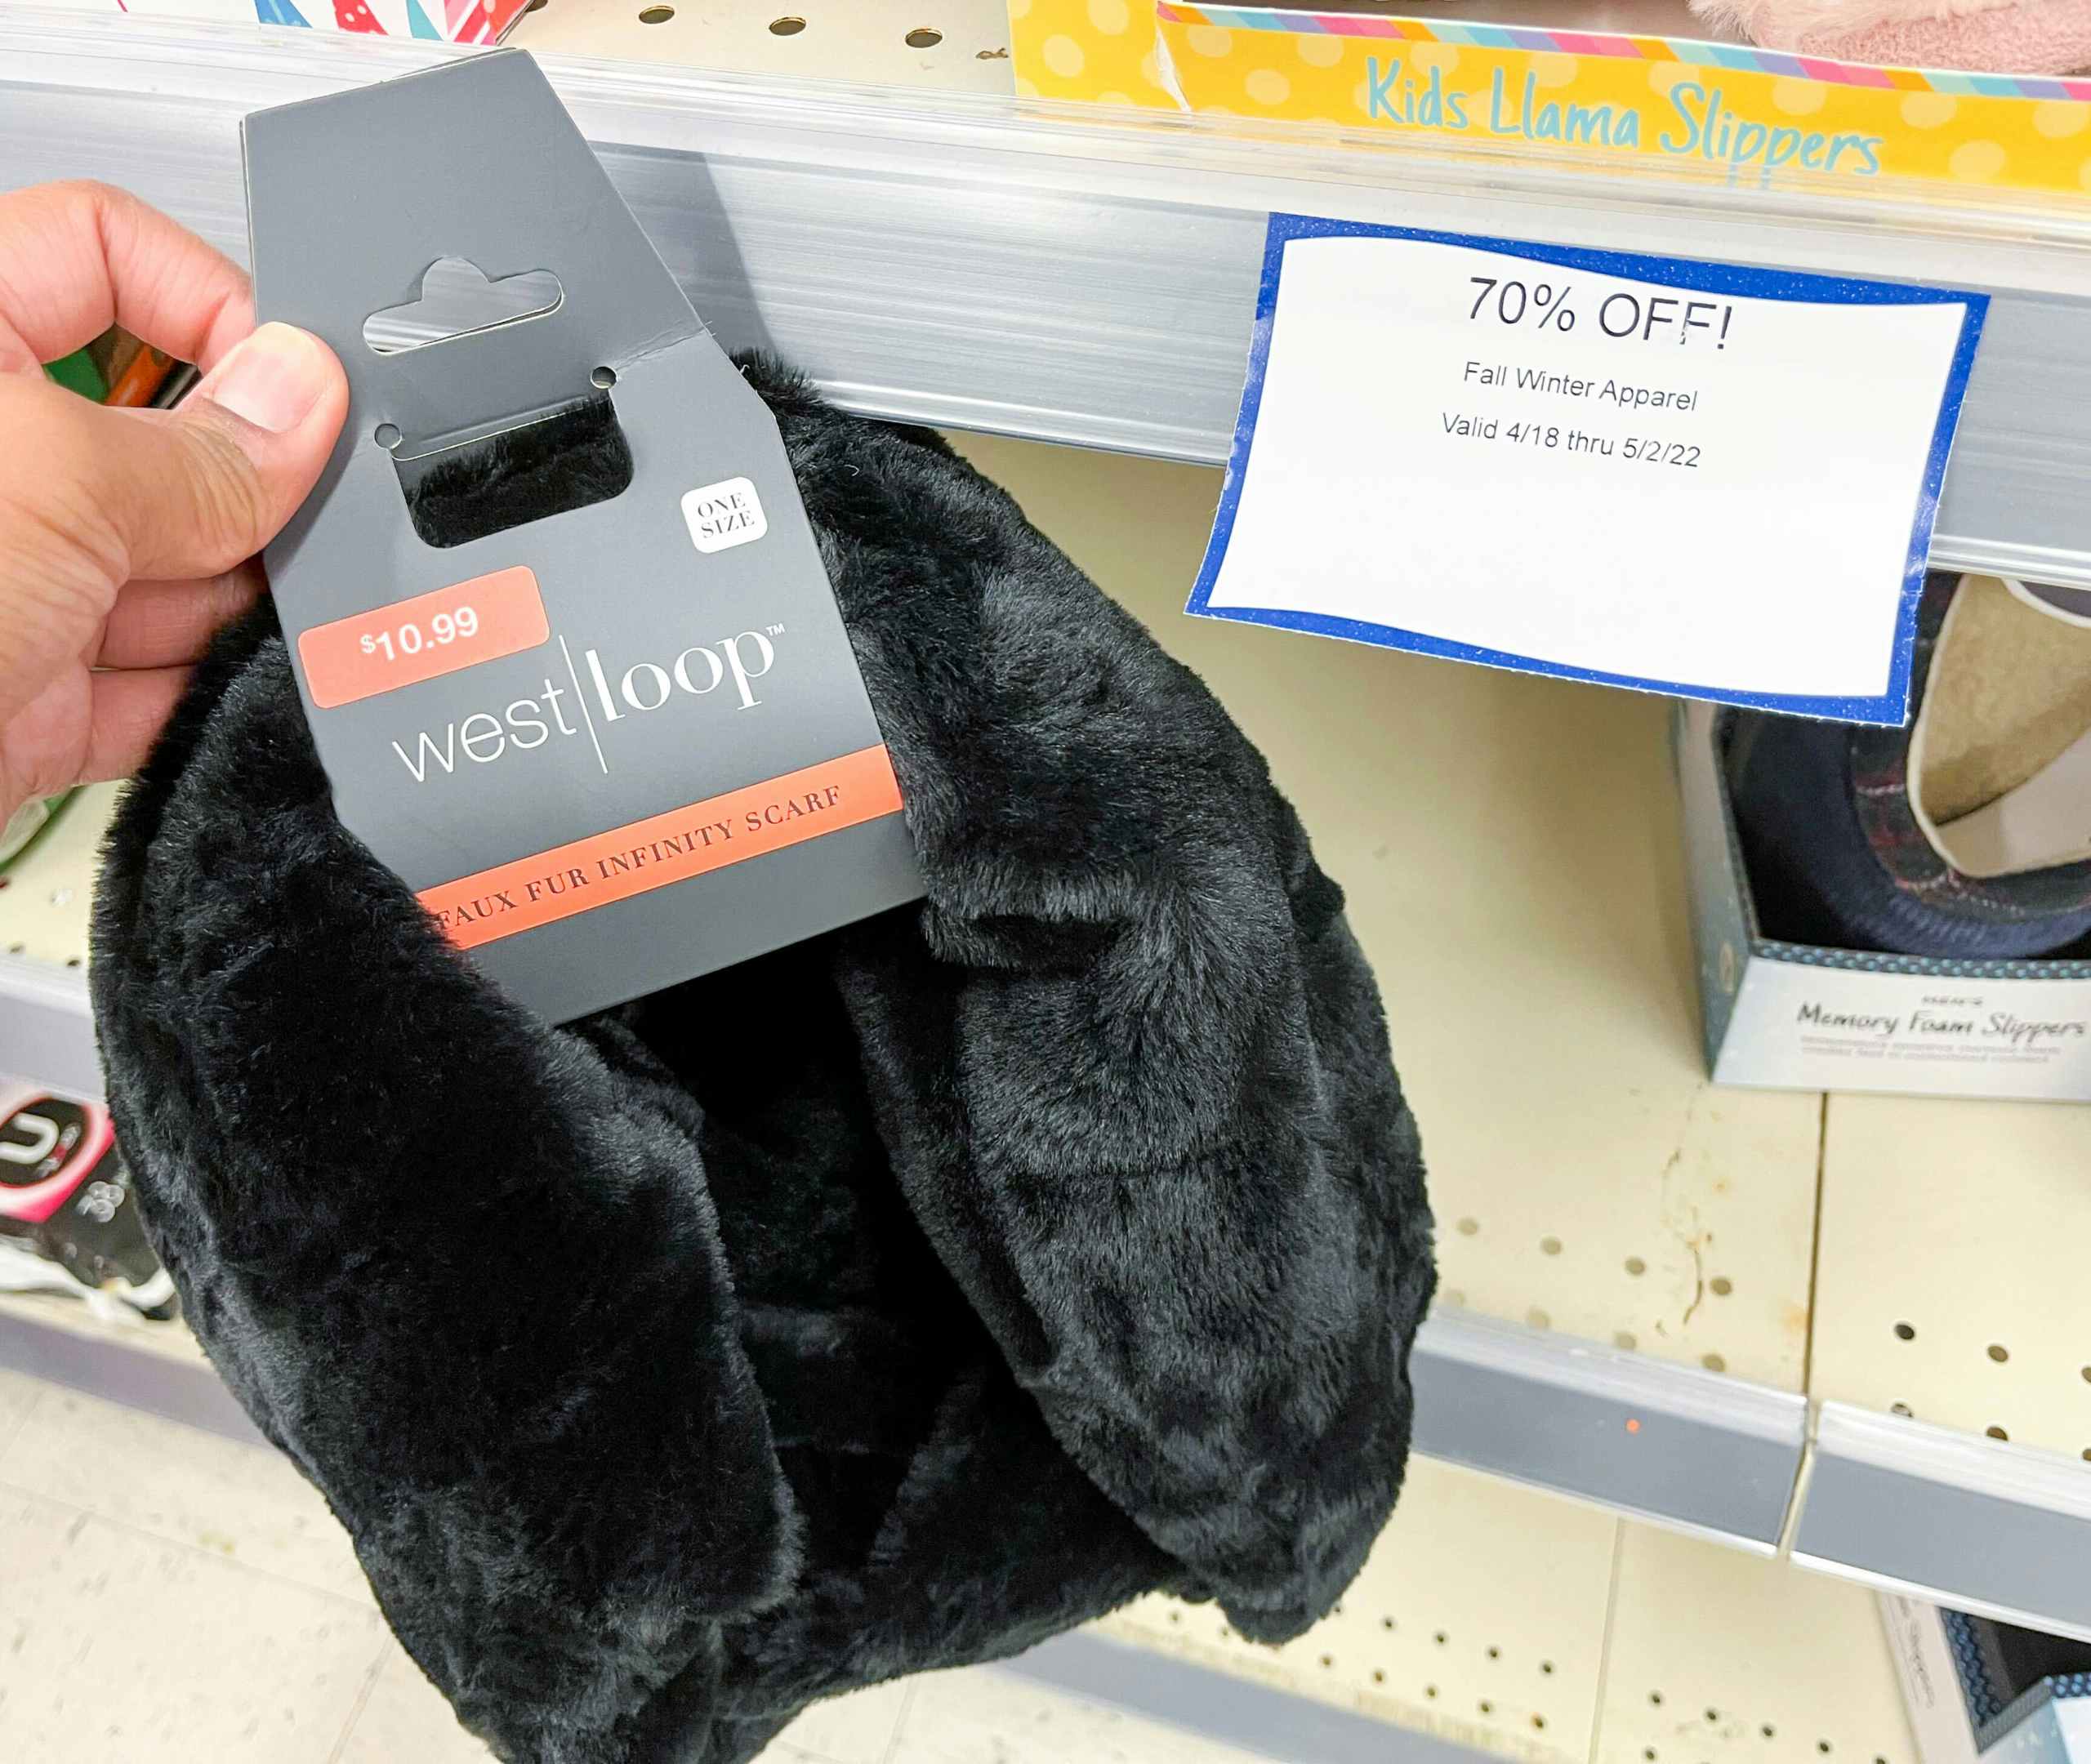 Kids Llama Slippers
70% OFF!
Fall Winter Apparel
Valid 4/18 thru 5/2/22
ONE
SIZE
$10.99
west|loop™
FAUX FUR INFINITY SCARF
MEN'S
Memory Foam Slippers
U